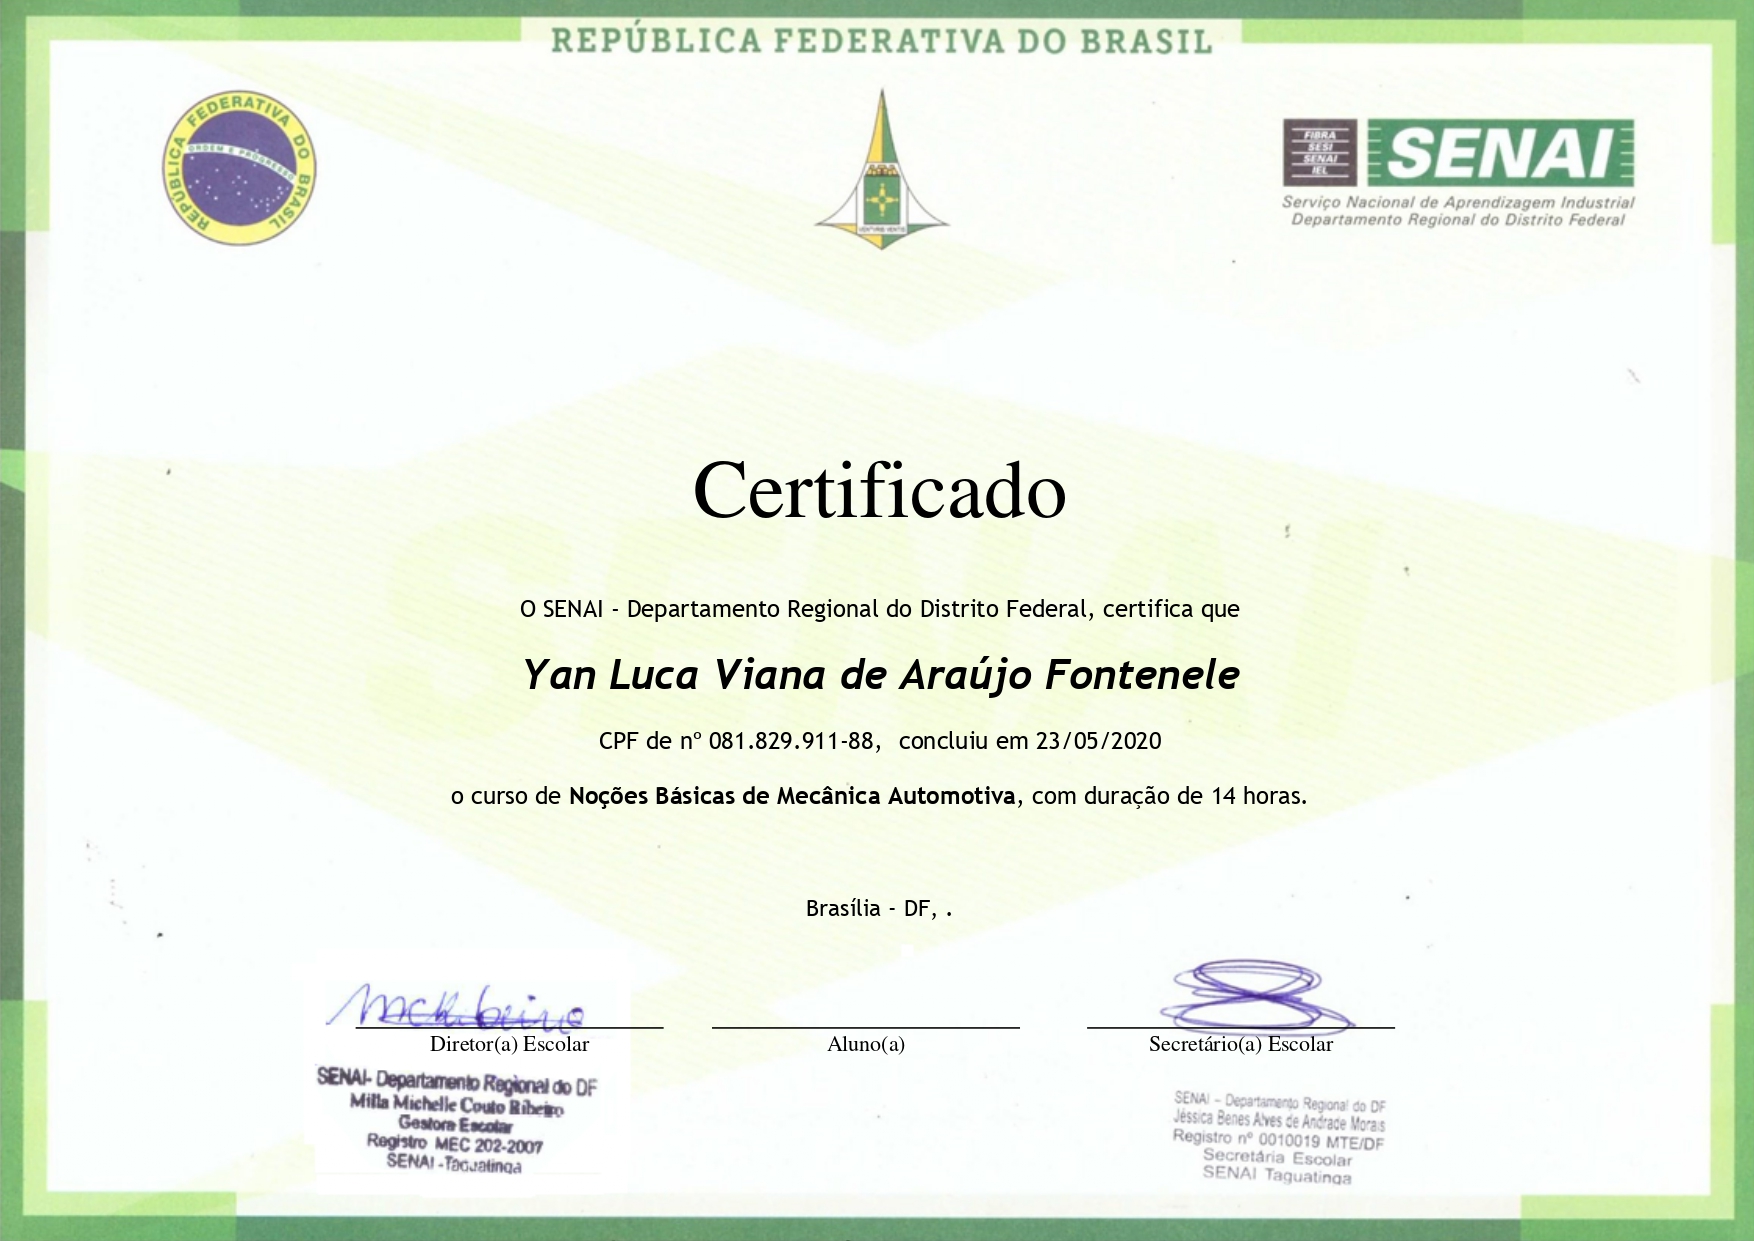 REPÚBLICA FEDERATIVA DO BRASIL
REPÚBLICA FEDERATIVA DO BRASIL
ORDEM E PROGRESSO
VENTURIS VENTIS
FIBRA
SESI
SENAI
IEL
SENAI
Serviço Nacional de Aprendizagem Industrial
Departamento Regional do Distrito Federal
SENAI
Certificado
O SENAI - Departamento Regional do Distrito Federal, certifica que
Yan Luca Viana de Araújo Fontenele
CPF de nº 081.829.911-88, concluiu em 23/05/2020
o curso de Noções Básicas de Mecânica Automotiva, com duração de 14 horas.
Brasília - DF, .
Diretor(a) Escolar
Aluno(a)
Secretário(a) Escolar
SENAI- Departamento Regional do DF
Milla Michelle Couto Ribeiro
Gestora Escolar
Registro MEC 202-2007
SENAI -Taguatinga
SENAI - Departamento Regional do DF
Jéssica Benes Alves de Andrade Morais
Registro nº 0010019 MTE/DF
Secretária Escolar
SENAI Taguatinga